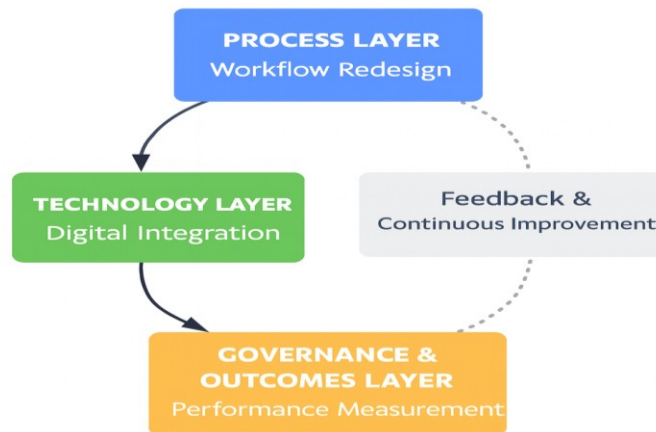 PROCESS LAYER
Workflow Redesign
TECHNOLOGY LAYER
Digital Integration
Feedback &
Continuous Improvement
GOVERNANCE &
OUTCOMES LAYER
Performance Measurement